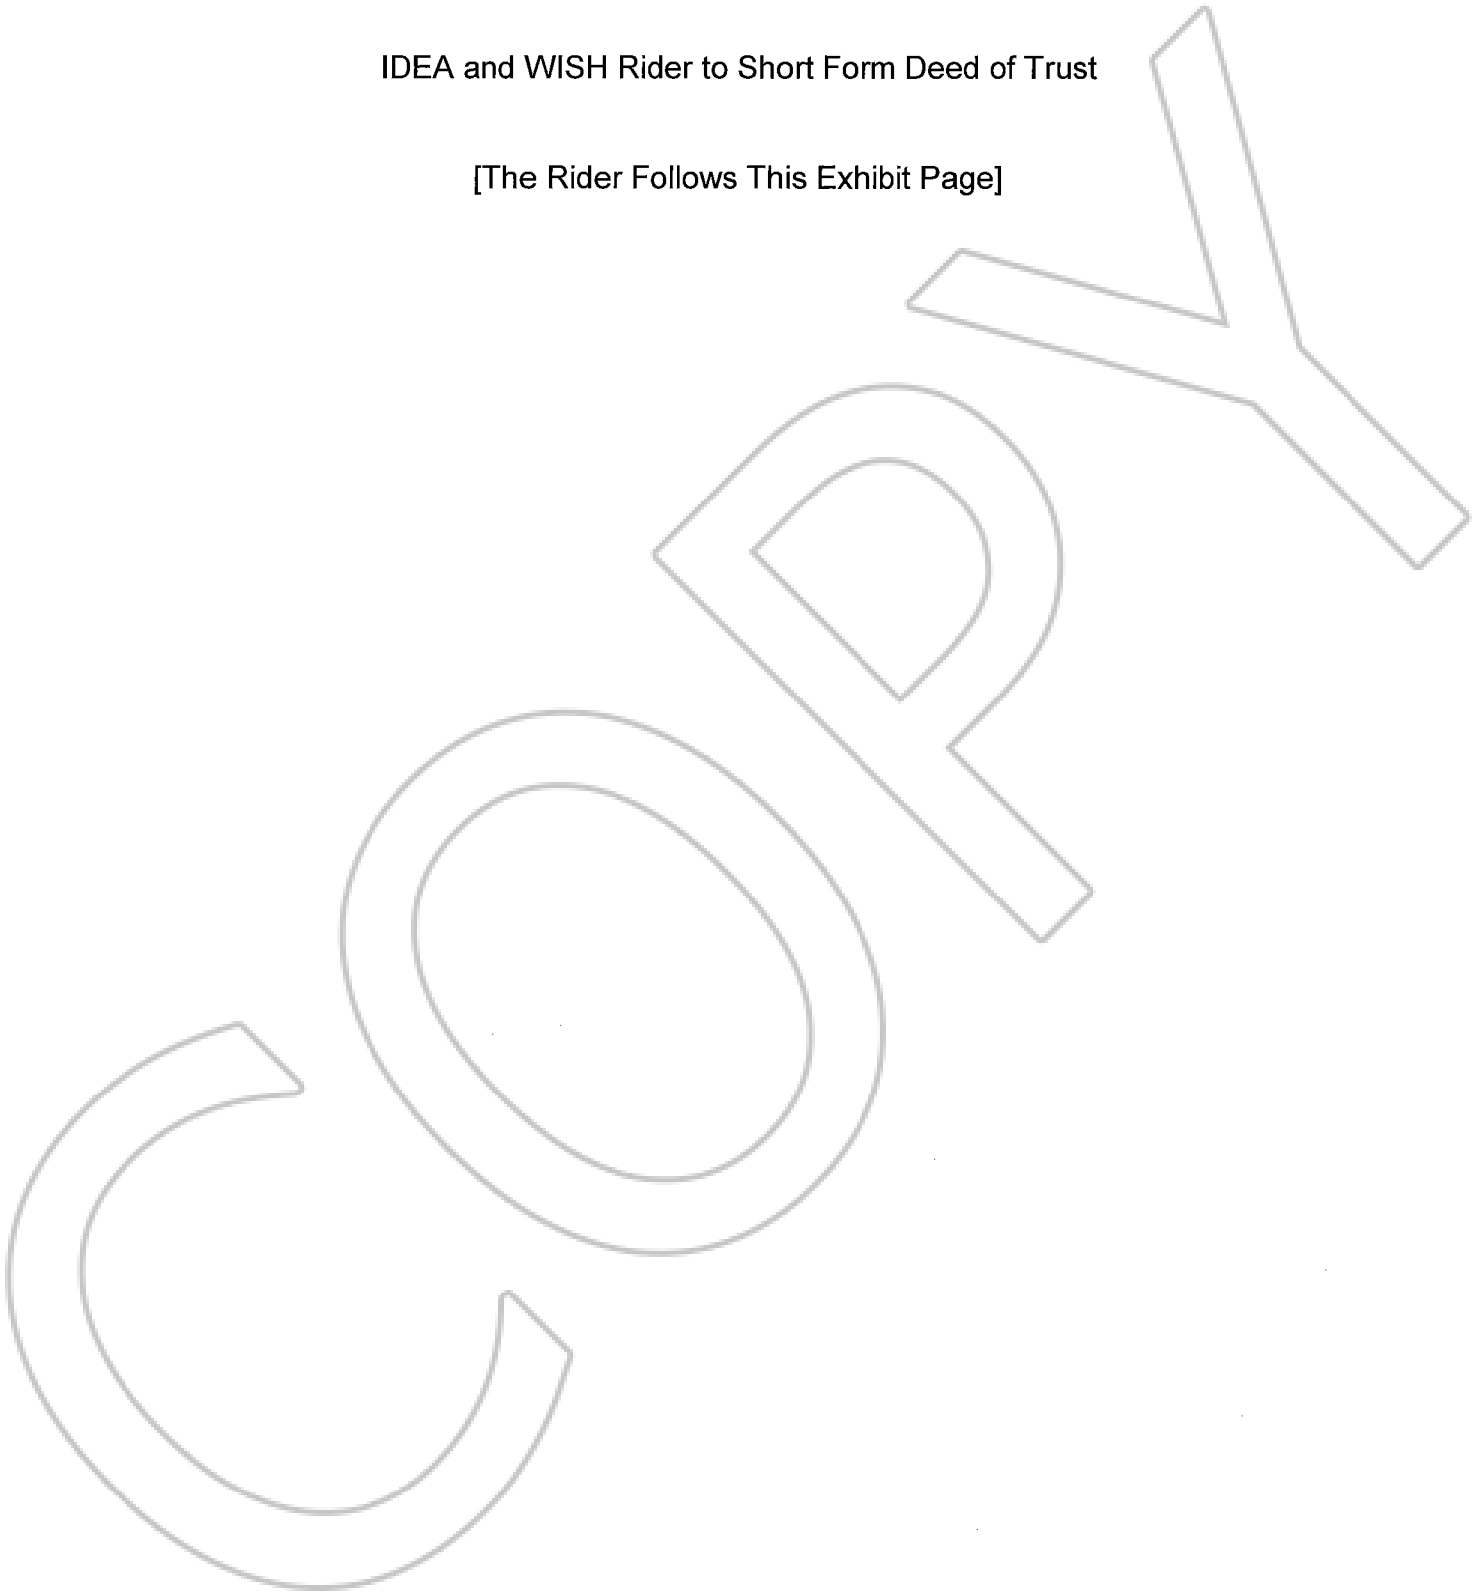 IDEA and WISH Rider to Short Form Deed of Trust
[The Rider Follows This Exhibit Page]
COPY